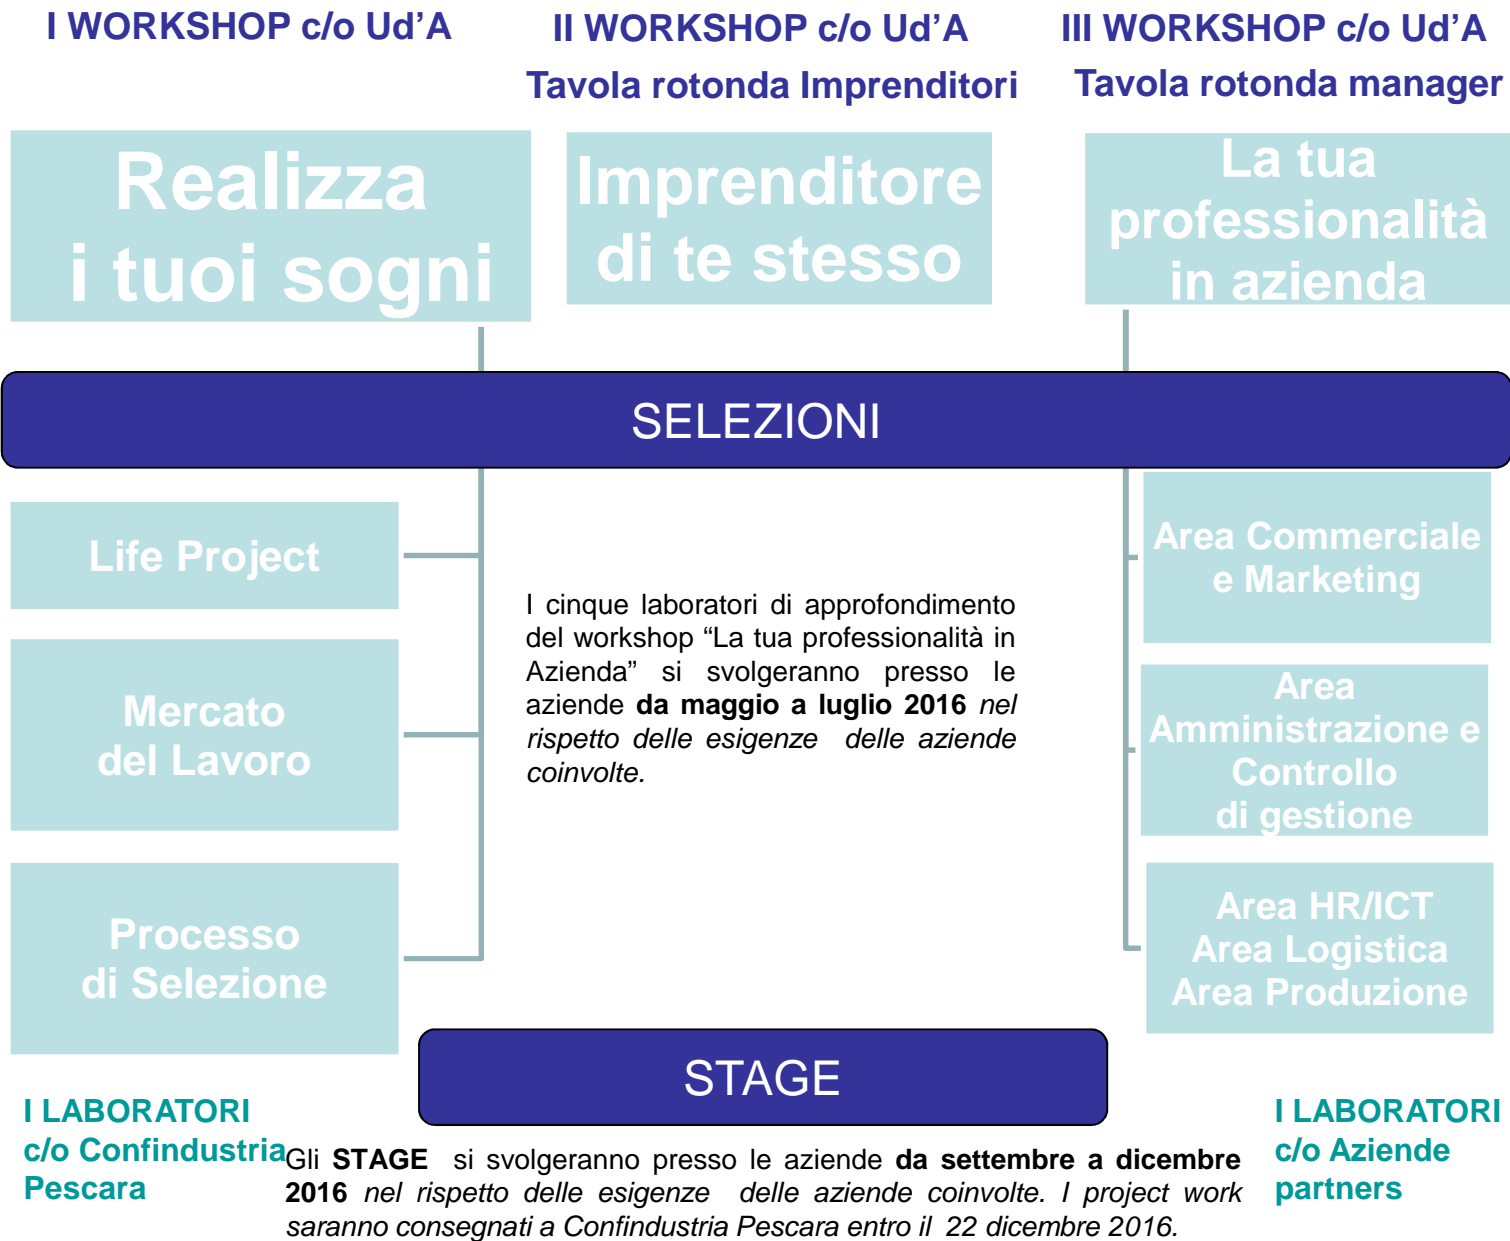 I WORKSHOP c/o Ud’A
II WORKSHOP c/o Ud’A
Tavola rotonda Imprenditori
III WORKSHOP c/o Ud’A
Tavola rotonda manager
Realizza
i tuoi sogni
Imprenditore
di te stesso
La tua
professionalità
in azienda
SELEZIONI
Life Project
Mercato
del Lavoro
Processo
di Selezione
I cinque laboratori di approfondimento
del workshop “La tua professionalità in
Azienda” si svolgeranno presso le
aziende da maggio a luglio 2016 nel
rispetto delle esigenze delle aziende
coinvolte.
Area Commerciale
e Marketing
Area
Amministrazione e
Controllo
di gestione
Area HR/ICT
Area Logistica
Area Produzione
STAGE
I LABORATORI
c/o Confindustria
Pescara
Gli STAGE si svolgeranno presso le aziende da settembre a dicembre
2016 nel rispetto delle esigenze delle aziende coinvolte. I project work
saranno consegnati a Confindustria Pescara entro il 22 dicembre 2016.
I LABORATORI
c/o Aziende
partners